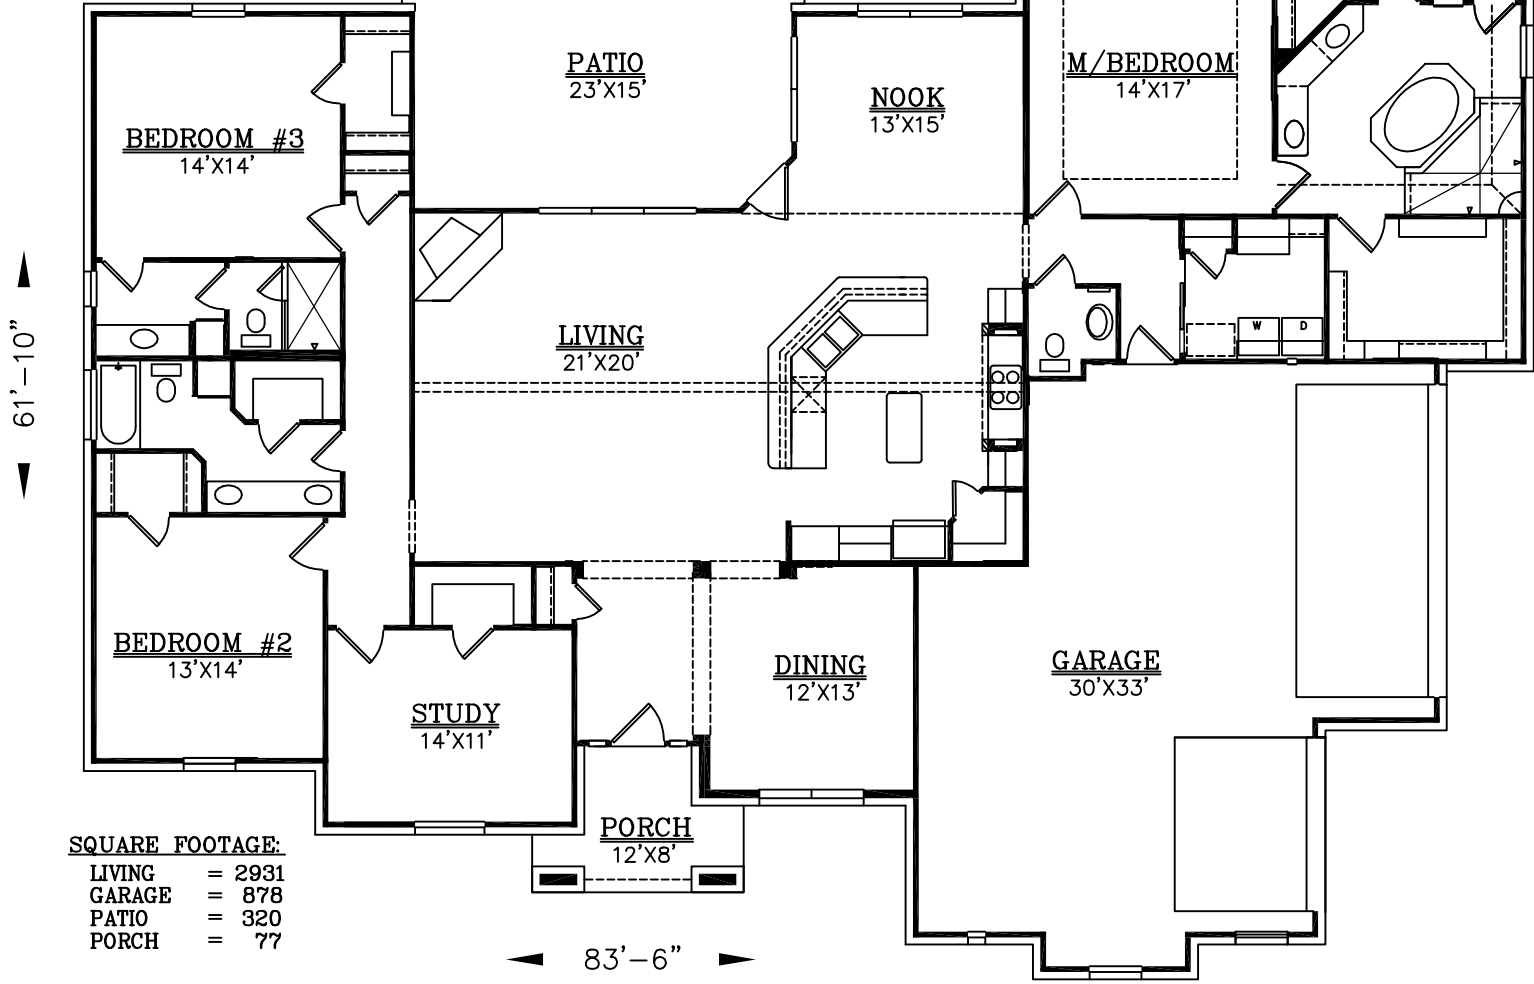 PATIO
23'X15'
M/BEDROOM
14'X17'
NOOK
13'X15'
BEDROOM #3
14'X14'
LIVING
21'X20'
W D
61'-10"
BEDROOM #2
13'X14'
STUDY
14'X11'
DINING
12'X13'
GARAGE
30'X33'
PORCH
12'X8'
SQUARE FOOTAGE:
LIVING = 2931
GARAGE = 878
PATIO = 320
PORCH = 77
83'-6"